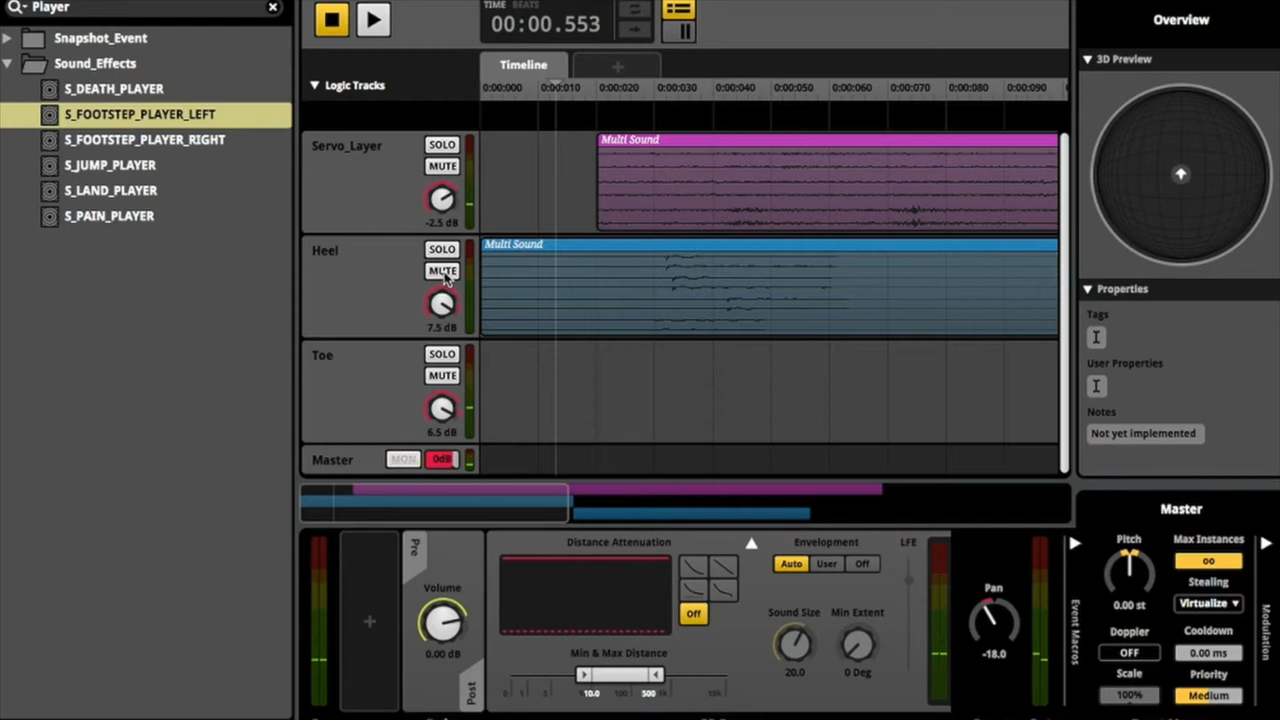 Player
Snapshot_Event
Sound_Effects
S_DEATH_PLAYER
S_FOOTSTEP_PLAYER_LEFT
S_FOOTSTEP_PLAYER_RIGHT
S_JUMP_PLAYER
S_LAND_PLAYER
S_PAIN_PLAYER
TIME BEATS
00:00.553
Timeline
+
Logic Tracks
0:00:000 0:00:010 0:00:020 0:00:030 0:00:040 0:00:050 0:00:060 0:00:070 0:00:080 0:00:090
Servo_Layer
SOLO
MUTE
-2.5 dB
Multi Sound
Heel
SOLO
MUTE
7.5 dB
Multi Sound
Toe
SOLO
MUTE
6.5 dB
Master MON 0dB
Pre
Volume
0.00 dB
Post
Distance Attenuation
Off
Min & Max Distance
10.0 100 500 1k 10k
Envelopment
Auto User Off
Sound Size Min Extent
20.0 0 Deg
LFE
Pan
-18.0
Overview
3D Preview
Properties
Tags
User Properties
Notes
Not yet implemented
Master
Event Macros
Pitch
0.00 st
Doppler
OFF
Scale
100%
Max Instances
oo
Stealing
Virtualize
Cooldown
0.00 ms
Priority
Medium
Modulation